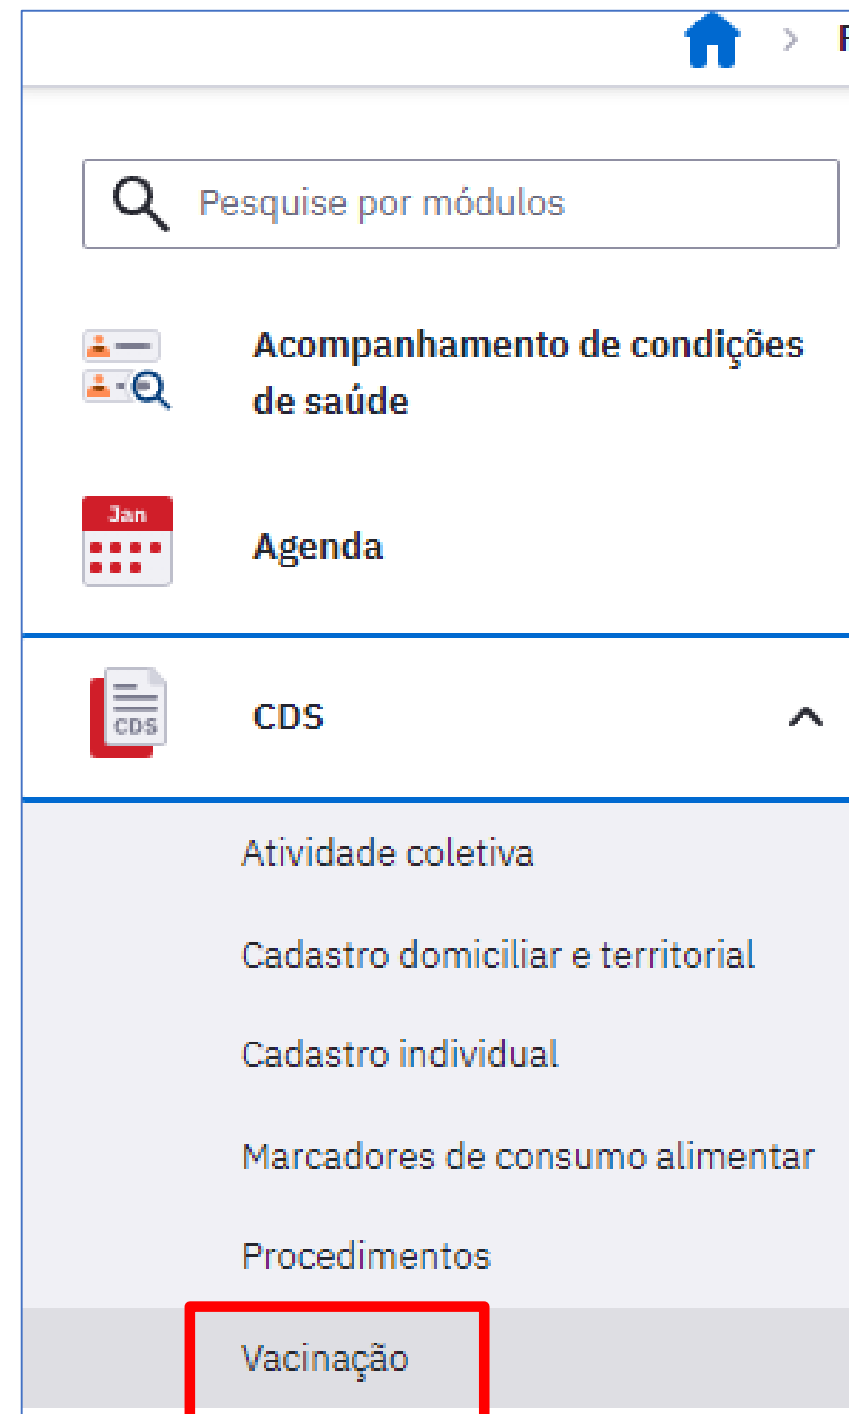 Pesquise por módulos
Acompanhamento de condições
de saúde
Jan
Agenda
CDS
CDS
Atividade coletiva
Cadastro domiciliar e territorial
Cadastro individual
Marcadores de consumo alimentar
Procedimentos
Vacinação